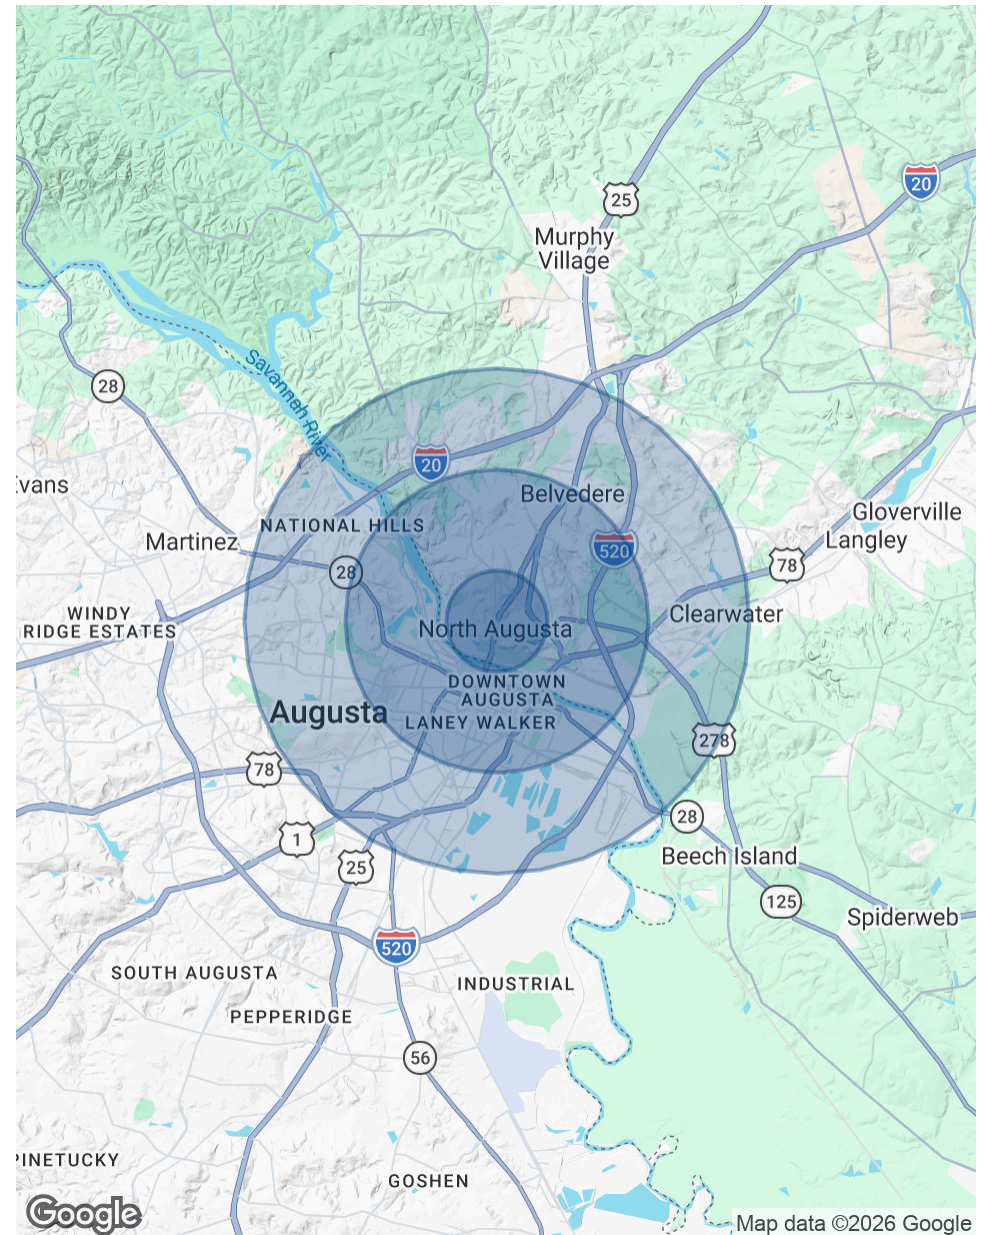 25
20
Murphy
Village
Savannah River
28
20
Belvedere
Gloverville
NATIONAL HILLS
Martinez
Langley
520
28
78
WINDY
RIDGE ESTATES
Clearwater
North Augusta
DOWNTOWN
AUGUSTA
Augusta
LANEY WALKER
278
78
28
1
Beech Island
25
125
Spiderweb
520
SOUTH AUGUSTA
INDUSTRIAL
PEPPERIDGE
56
PINETUCKY
GOSHEN
Google
Map data ©2026 Google